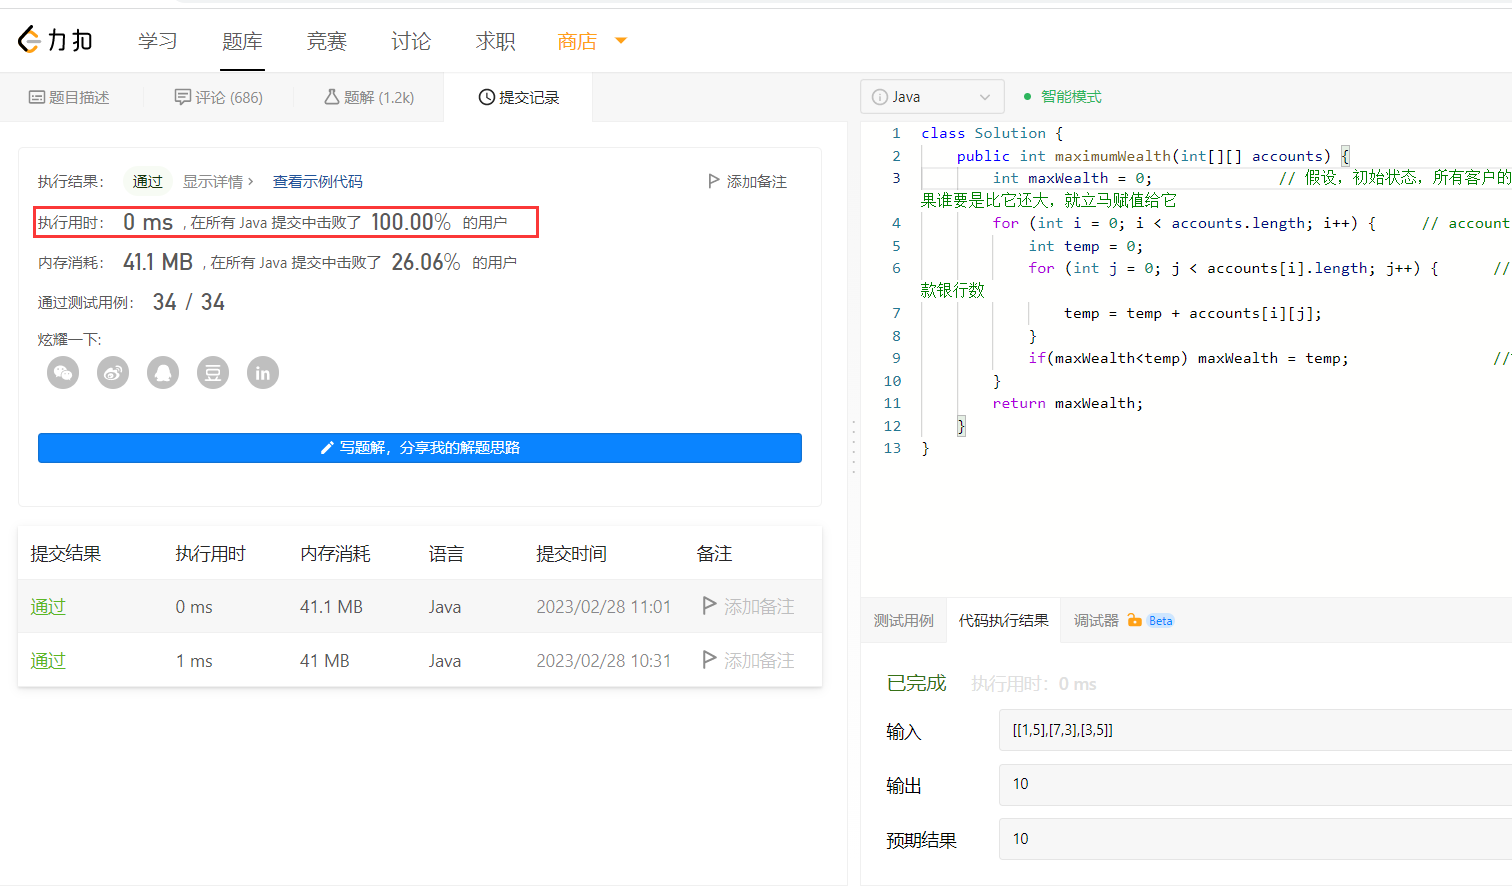 力扣 学习 题库 竞赛 讨论 求职 商店
题目描述 评论 (686) 题解 (1.2k) 提交记录
执行结果： 通过 显示详情 › 查看示例代码 添加备注
执行用时： 0 ms , 在所有 Java 提交中击败了 100.00% 的用户
内存消耗： 41.1 MB , 在所有 Java 提交中击败了 26.06% 的用户
通过测试用例： 34 / 34
炫耀一下:
豆 in
写题解，分享我的解题思路
提交结果 执行用时 内存消耗 语言 提交时间 备注
通过 0 ms 41.1 MB Java 2023/02/28 11:01 添加备注
通过 1 ms 41 MB Java 2023/02/28 10:31 添加备注
i Java 智能模式
1 class Solution {
2 public int maximumWealth(int[][] accounts) {
3 int maxWealth = 0; // 假设，初始状态，所有客户的
果谁要是比它还大，就立马赋值给它
4 for (int i = 0; i < accounts.length; i++) { // account
5 int temp = 0;
6 for (int j = 0; j < accounts[i].length; j++) { //
款银行数
7 temp = temp + accounts[i][j];
8 }
9 if(maxWealth<temp) maxWealth = temp; //
10 }
11 return maxWealth;
12 }
13 }
测试用例 代码执行结果 调试器 Beta
已完成 执行用时：0 ms
输入 [[1,5],[7,3],[3,5]]
输出 10
预期结果 10